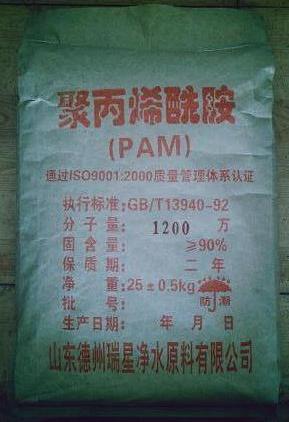 聚丙烯酰胺
(PAM)
通过ISO9001:2000质量管理体系认证
执行标准:GB/T13940-92
分子量: 1200 万
固含量: ≥90%
保质期: 二年
净重:25±0.5kg
防潮
批号:
生产日期: 年 月 日
山东德州瑞星净水原料有限公司